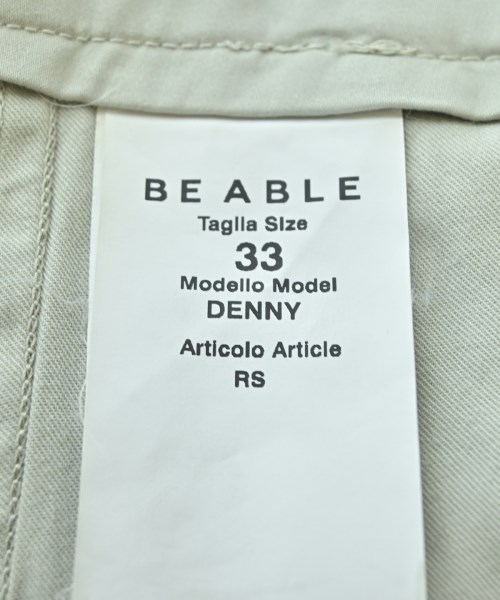 BE ABLE
Taglia Size
33
Modello Model
DENNY
Articolo Article
RS